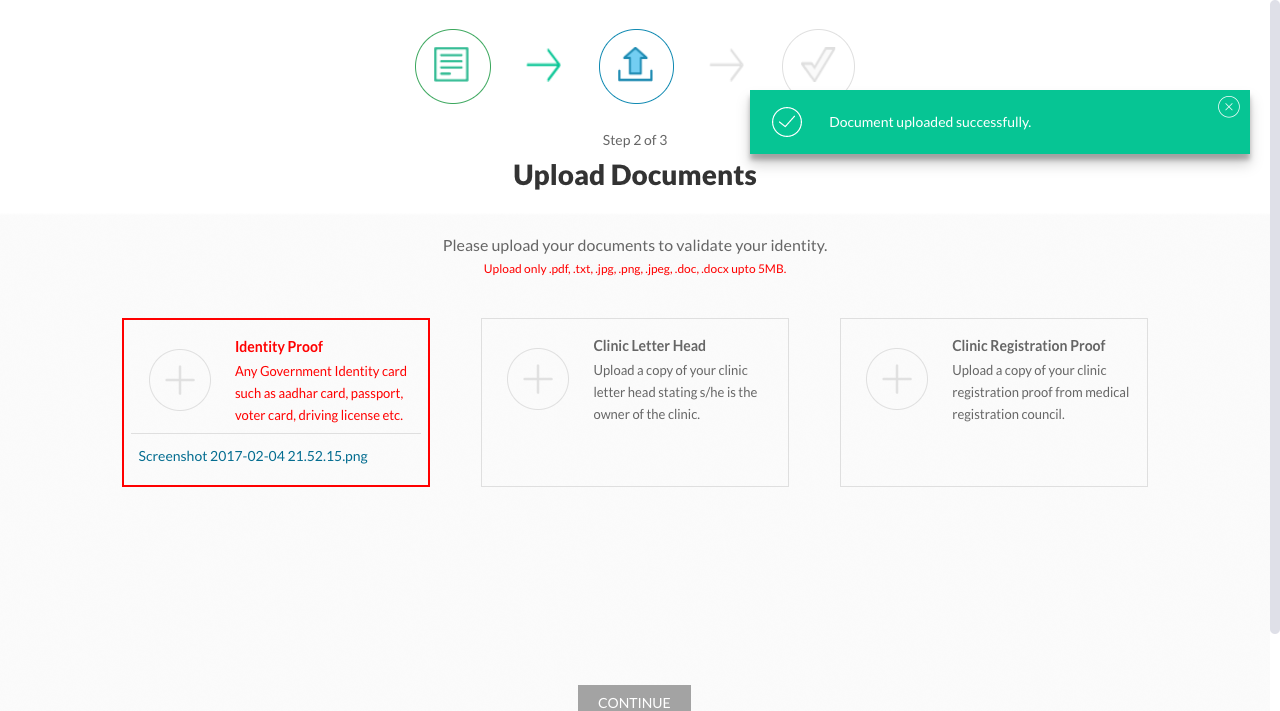 Document uploaded successfully.
Step 2 of 3
Upload Documents
Please upload your documents to validate your identity.
Upload only .pdf, .txt, .jpg, .png, .jpeg, .doc, .docx upto 5MB.
Identity Proof
Any Government Identity card
such as aadhar card, passport,
voter card, driving license etc.
Screenshot 2017-02-04 21.52.15.png
Clinic Letter Head
Upload a copy of your clinic
letter head stating s/he is the
owner of the clinic.
Clinic Registration Proof
Upload a copy of your clinic
registration proof from medical
registration council.
CONTINUE